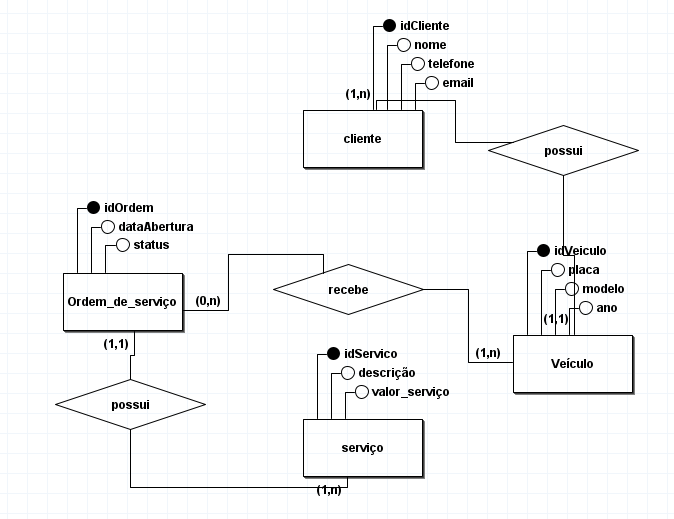 idCliente
nome
telefone
email
(1,n)
cliente
possui
idOrdem
dataAbertura
status
Ordem_de_serviço
(0,n)
(1,1)
recebe
idVeiculo
placa
modelo
ano
(1,1)
(1,n)
Veículo
possui
idServico
descrição
valor_serviço
serviço
(1,n)